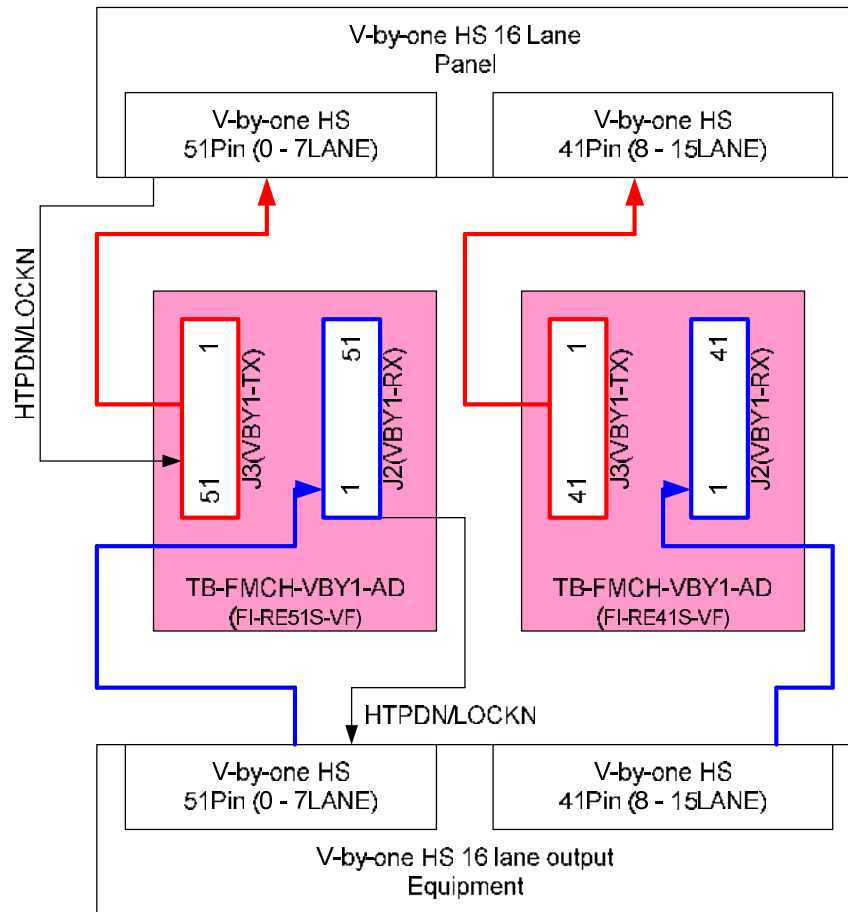 V-by-one HS 16 Lane
Panel
V-by-one HS
51Pin (0 - 7LANE)
V-by-one HS
41Pin (8 - 15LANE)
HTPDN/LOCKN
1
51
J3(VBY1-TX)
51
1
J2(VBY1-RX)
1
41
J3(VBY1-TX)
41
1
J2(VBY1-RX)
TB-FMCH-VBY1-AD
(FI-RE51S-VF)
TB-FMCH-VBY1-AD
(FI-RE41S-VF)
HTPDN/LOCKN
V-by-one HS
51Pin (0 - 7LANE)
V-by-one HS
41Pin (8 - 15LANE)
V-by-one HS 16 lane output
Equipment